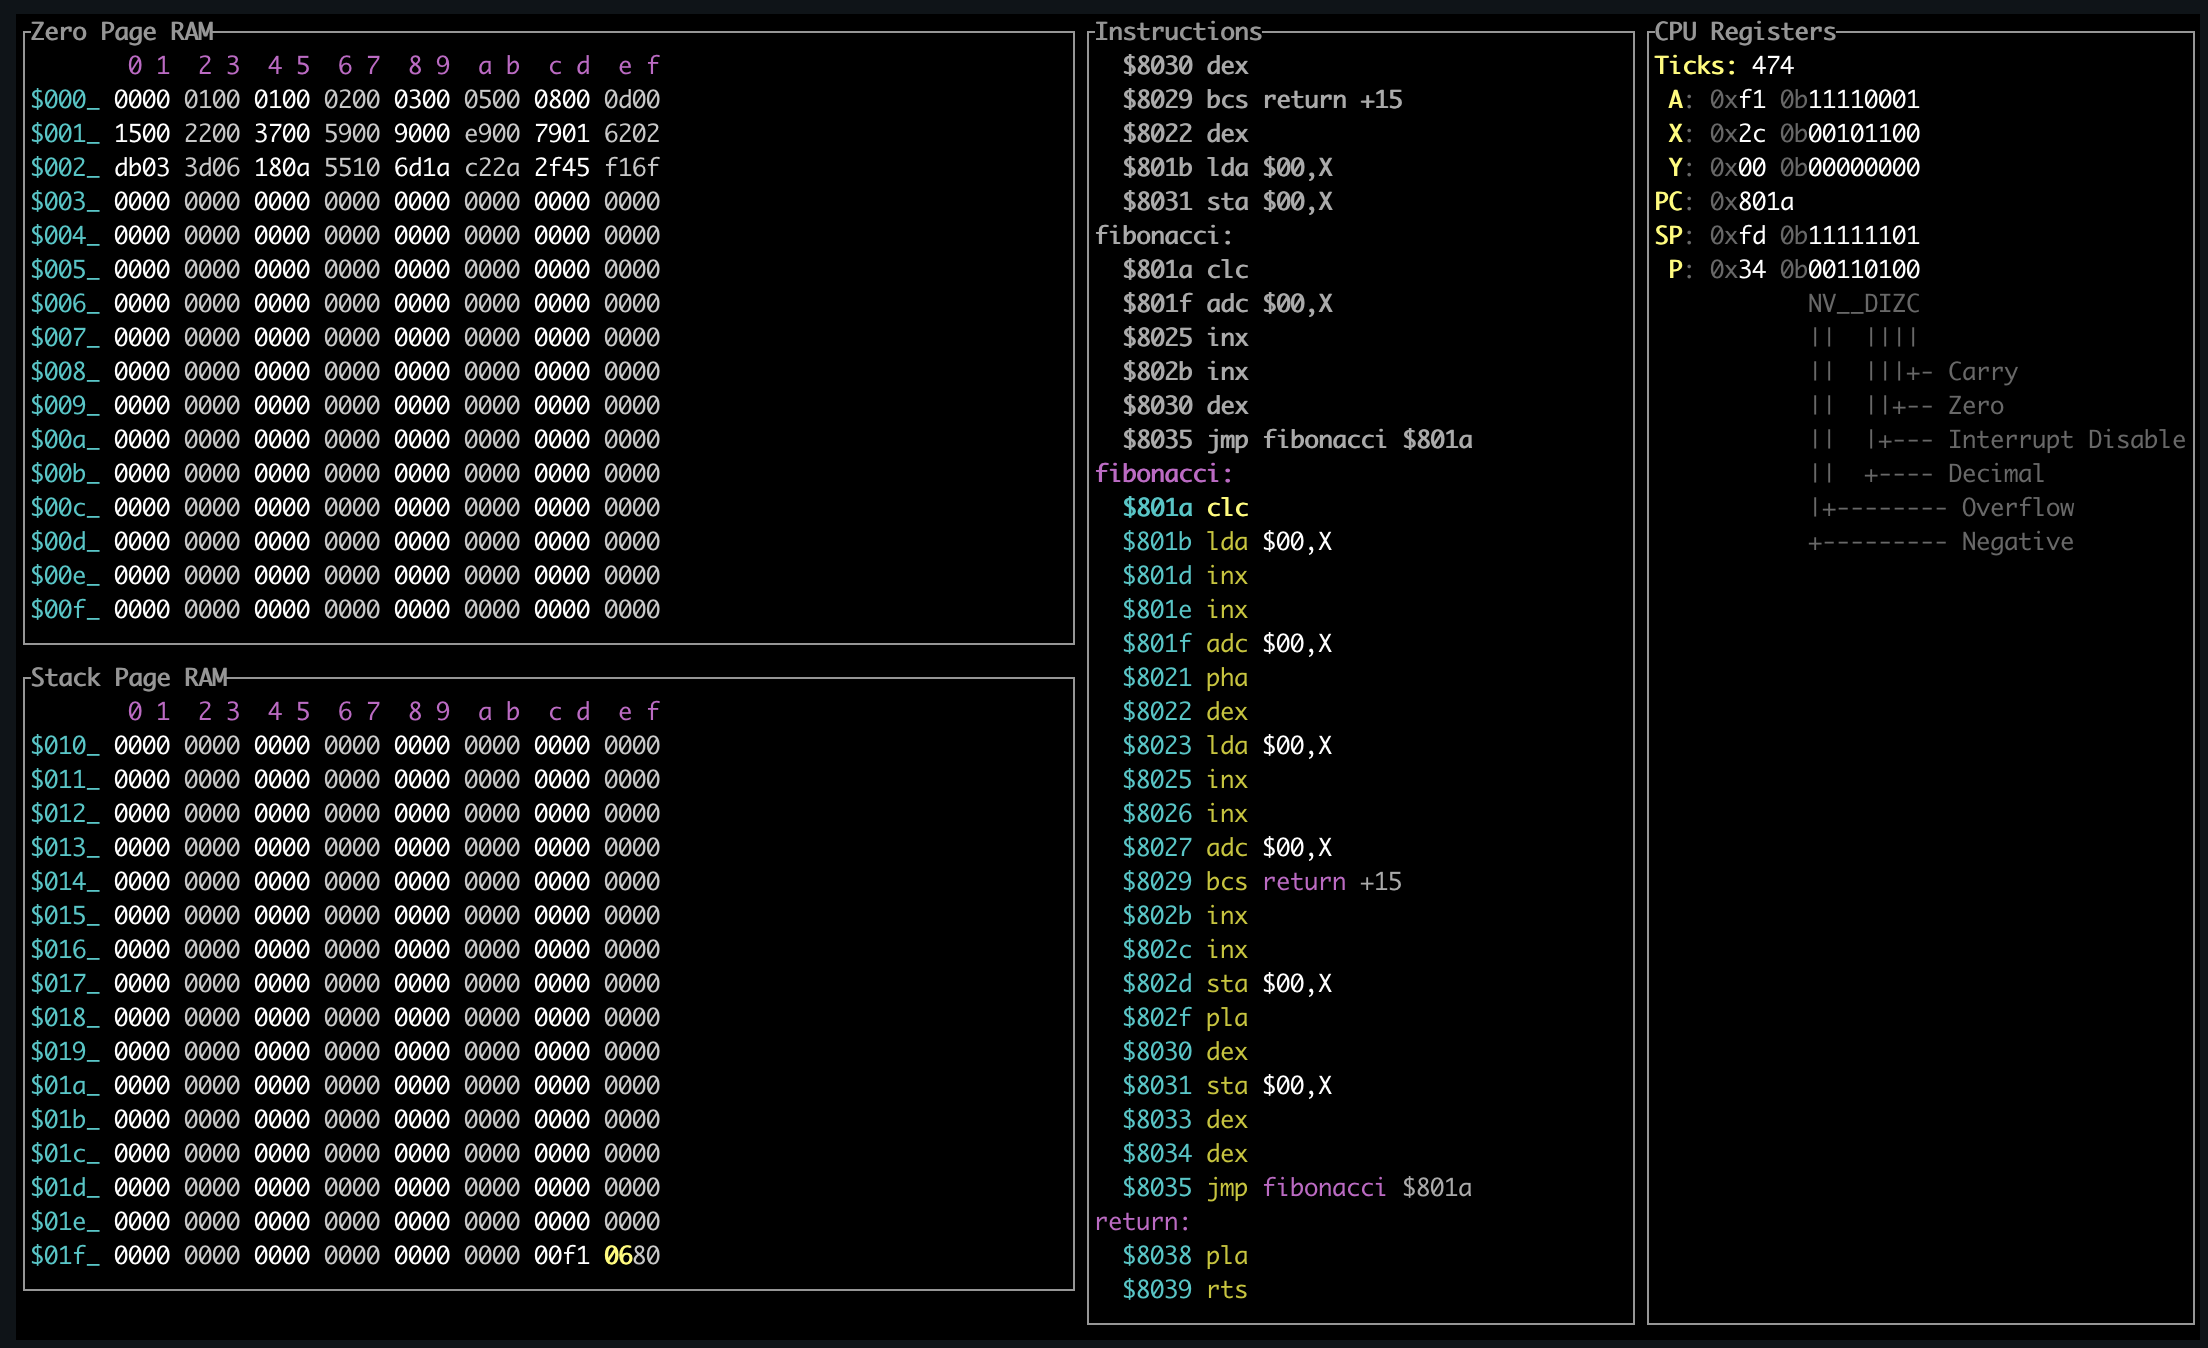 Zero Page RAM
0 1 2 3 4 5 6 7 8 9 a b c d e f
$000_ 0000 0100 0100 0200 0300 0500 0800 0d00
$001_ 1500 2200 3700 5900 9000 e900 7901 6202
$002_ db03 3d06 180a 5510 6d1a c22a 2f45 f16f
$003_ 0000 0000 0000 0000 0000 0000 0000 0000
$004_ 0000 0000 0000 0000 0000 0000 0000 0000
$005_ 0000 0000 0000 0000 0000 0000 0000 0000
$006_ 0000 0000 0000 0000 0000 0000 0000 0000
$007_ 0000 0000 0000 0000 0000 0000 0000 0000
$008_ 0000 0000 0000 0000 0000 0000 0000 0000
$009_ 0000 0000 0000 0000 0000 0000 0000 0000
$00a_ 0000 0000 0000 0000 0000 0000 0000 0000
$00b_ 0000 0000 0000 0000 0000 0000 0000 0000
$00c_ 0000 0000 0000 0000 0000 0000 0000 0000
$00d_ 0000 0000 0000 0000 0000 0000 0000 0000
$00e_ 0000 0000 0000 0000 0000 0000 0000 0000
$00f_ 0000 0000 0000 0000 0000 0000 0000 0000
Stack Page RAM
0 1 2 3 4 5 6 7 8 9 a b c d e f
$010_ 0000 0000 0000 0000 0000 0000 0000 0000
$011_ 0000 0000 0000 0000 0000 0000 0000 0000
$012_ 0000 0000 0000 0000 0000 0000 0000 0000
$013_ 0000 0000 0000 0000 0000 0000 0000 0000
$014_ 0000 0000 0000 0000 0000 0000 0000 0000
$015_ 0000 0000 0000 0000 0000 0000 0000 0000
$016_ 0000 0000 0000 0000 0000 0000 0000 0000
$017_ 0000 0000 0000 0000 0000 0000 0000 0000
$018_ 0000 0000 0000 0000 0000 0000 0000 0000
$019_ 0000 0000 0000 0000 0000 0000 0000 0000
$01a_ 0000 0000 0000 0000 0000 0000 0000 0000
$01b_ 0000 0000 0000 0000 0000 0000 0000 0000
$01c_ 0000 0000 0000 0000 0000 0000 0000 0000
$01d_ 0000 0000 0000 0000 0000 0000 0000 0000
$01e_ 0000 0000 0000 0000 0000 0000 0000 0000
$01f_ 0000 0000 0000 0000 0000 0000 00f1 0680
Instructions
$8030 dex
$8029 bcs return +15
$8022 dex
$801b lda $00,X
$8031 sta $00,X
fibonacci:
$801a clc
$801f adc $00,X
$8025 inx
$802b inx
$8030 dex
$8035 jmp fibonacci $801a
fibonacci:
$801a clc
$801b lda $00,X
$801d inx
$801e inx
$801f adc $00,X
$8021 pha
$8022 dex
$8023 lda $00,X
$8025 inx
$8026 inx
$8027 adc $00,X
$8029 bcs return +15
$802b inx
$802c inx
$802d sta $00,X
$802f pla
$8030 dex
$8031 sta $00,X
$8033 dex
$8034 dex
$8035 jmp fibonacci $801a
return:
$8038 pla
$8039 rts
CPU Registers
Ticks: 474
A: 0xf1 0b11110001
X: 0x2c 0b00101100
Y: 0x00 0b00000000
PC: 0x801a
SP: 0xfd 0b11111101
P: 0x34 0b00110100
NV__DIZC
||  ||||
||  |||+- Carry
||  ||+-- Zero
||  |+--- Interrupt Disable
||  +---- Decimal
|+-------- Overflow
+--------- Negative